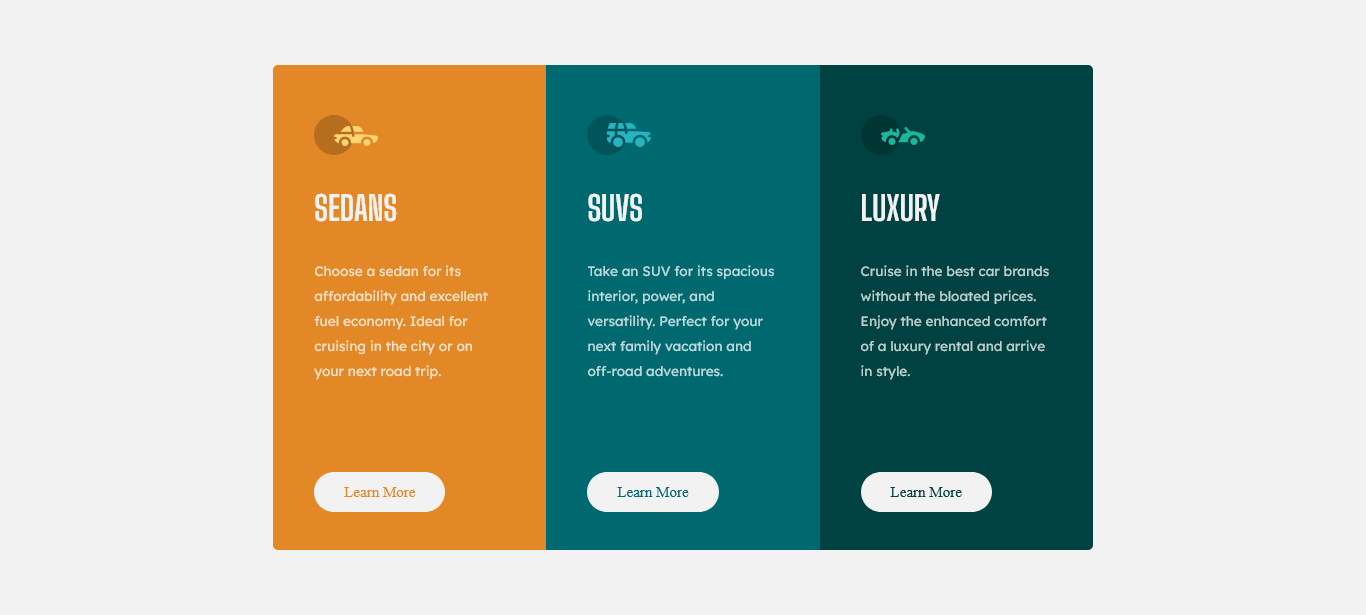 SEDANS
Choose a sedan for its
affordability and excellent
fuel economy. Ideal for
cruising in the city or on
your next road trip.
Learn More
SUVS
Take an SUV for its spacious
interior, power, and
versatility. Perfect for your
next family vacation and
off-road adventures.
Learn More
LUXURY
Cruise in the best car brands
without the bloated prices.
Enjoy the enhanced comfort
of a luxury rental and arrive
in style.
Learn More